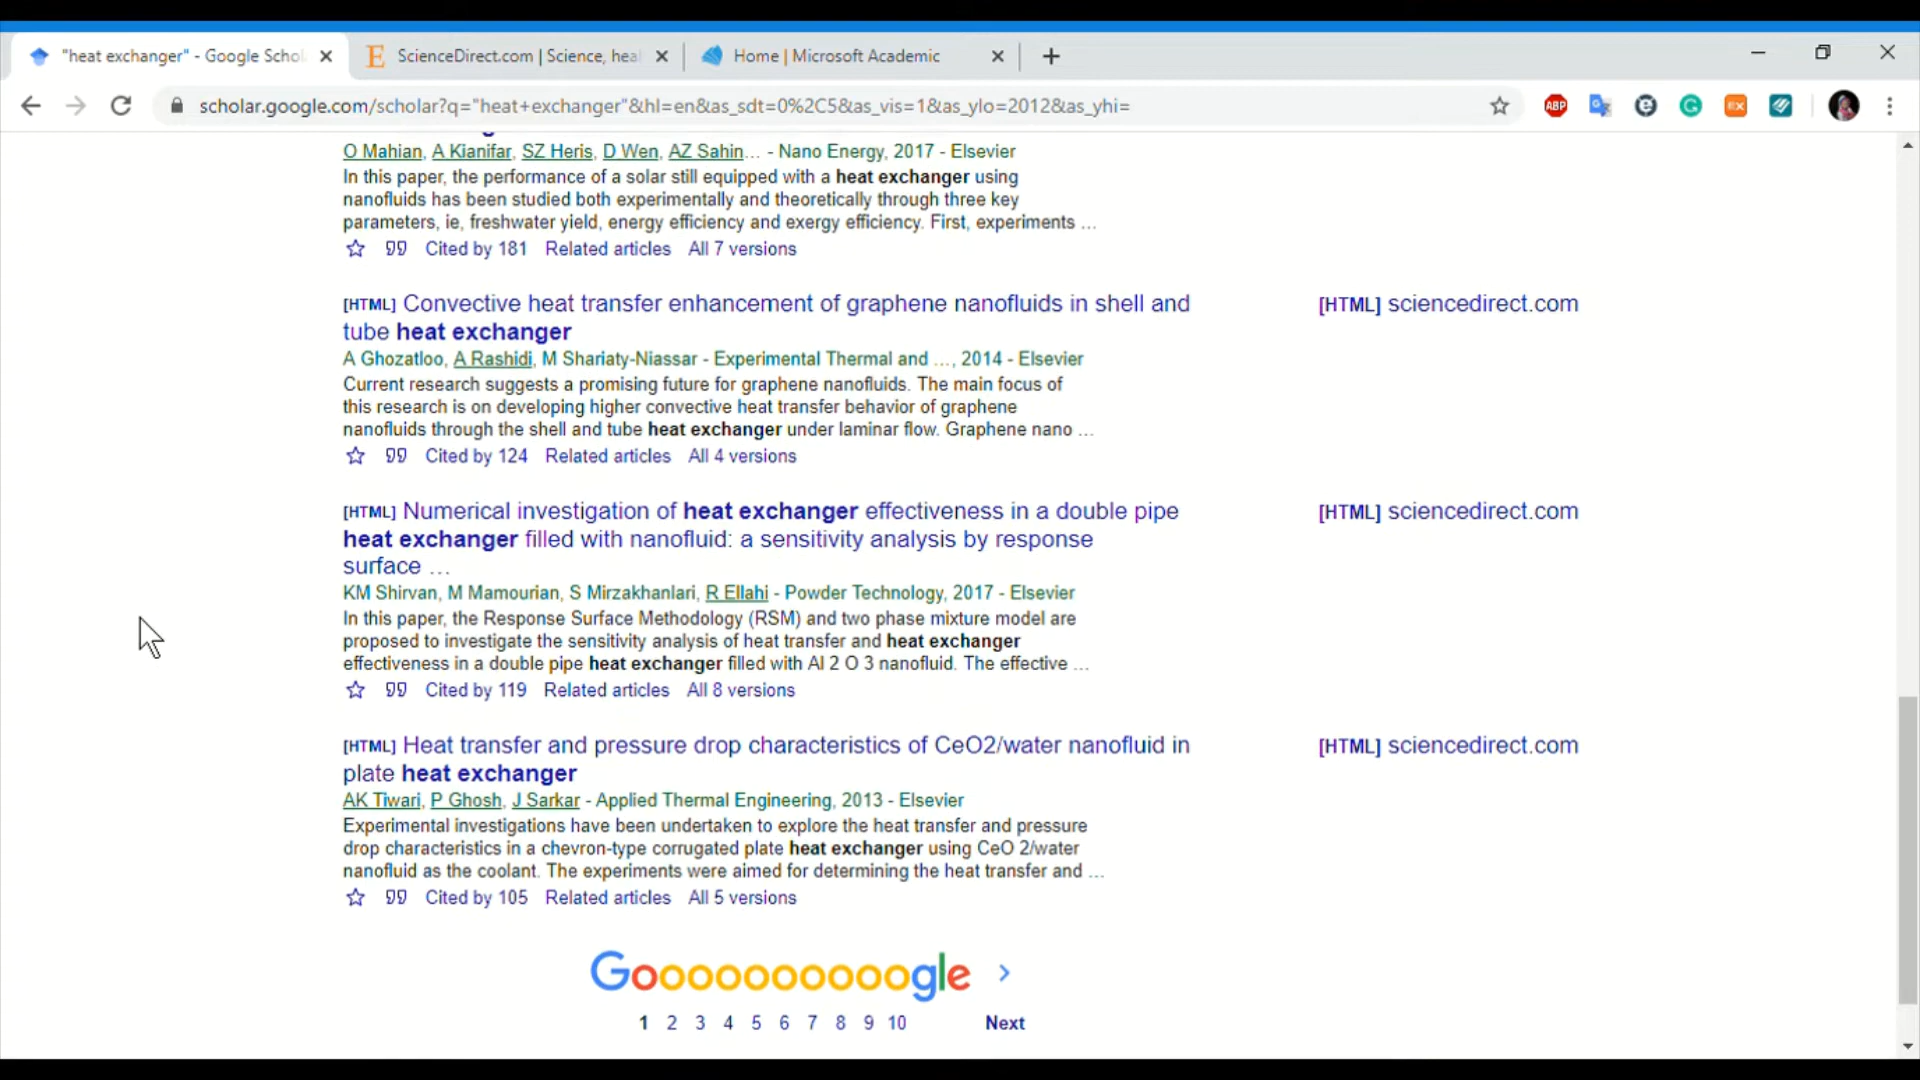 "heat exchanger" - Google Schol
ScienceDirect.com | Science, heal
Home | Microsoft Academic
scholar.google.com/scholar?q="heat+exchanger"&hl=en&as_sdt=0%2C5&as_vis=1&as_ylo=2012&as_yhi=
ABP
EX
O Mahian, A Kianifar, SZ Heris, D Wen, AZ Sahin… - Nano Energy, 2017 - Elsevier
In this paper, the performance of a solar still equipped with a heat exchanger using
nanofluids has been studied both experimentally and theoretically through three key
parameters, ie, freshwater yield, energy efficiency and exergy efficiency. First, experiments …
Cited by 181 Related articles All 7 versions
[HTML] Convective heat transfer enhancement of graphene nanofluids in shell and
tube heat exchanger
[HTML] sciencedirect.com
A Ghozatloo, A Rashidi, M Shariaty-Niassar - Experimental Thermal and …, 2014 - Elsevier
Current research suggests a promising future for graphene nanofluids. The main focus of
this research is on developing higher convective heat transfer behavior of graphene
nanofluids through the shell and tube heat exchanger under laminar flow. Graphene nano …
Cited by 124 Related articles All 4 versions
[HTML] Numerical investigation of heat exchanger effectiveness in a double pipe
heat exchanger filled with nanofluid: a sensitivity analysis by response
surface …
[HTML] sciencedirect.com
KM Shirvan, M Mamourian, S Mirzakhanlari, R Ellahi - Powder Technology, 2017 - Elsevier
In this paper, the Response Surface Methodology (RSM) and two phase mixture model are
proposed to investigate the sensitivity analysis of heat transfer and heat exchanger
effectiveness in a double pipe heat exchanger filled with Al 2 O 3 nanofluid. The effective …
Cited by 119 Related articles All 8 versions
[HTML] Heat transfer and pressure drop characteristics of CeO2/water nanofluid in
plate heat exchanger
[HTML] sciencedirect.com
AK Tiwari, P Ghosh, J Sarkar - Applied Thermal Engineering, 2013 - Elsevier
Experimental investigations have been undertaken to explore the heat transfer and pressure
drop characteristics in a chevron-type corrugated plate heat exchanger using CeO 2/water
nanofluid as the coolant. The experiments were aimed for determining the heat transfer and …
Cited by 105 Related articles All 5 versions
Goooooooooogle
1 2 3 4 5 6 7 8 9 10 Next